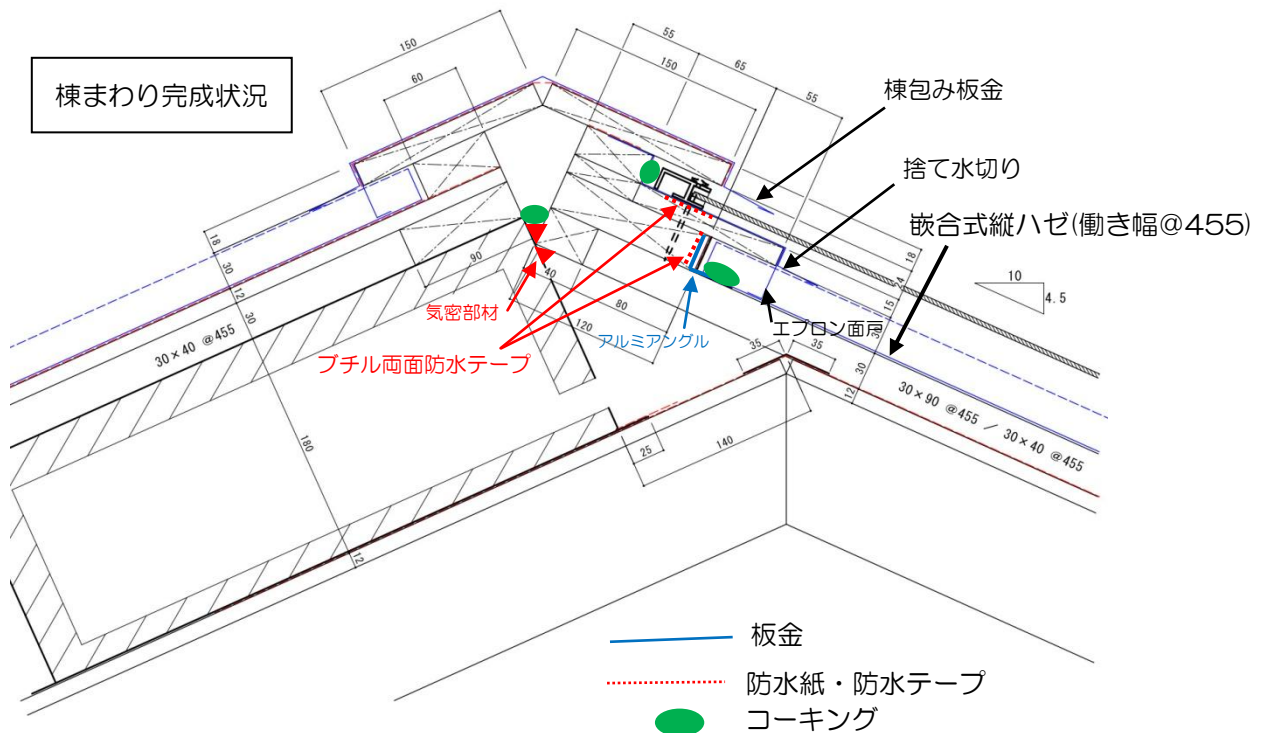 棟まわり完成状況
150
60
55
65
150
55
棟包み板金
捨て水切り
嵌合式縦ハゼ(働き幅@455)
10
4.5
18
24
15
30
30
12
18
30
12
30
180
12
90
40
80
120
気密部材
ブチル両面防水テープ
アルミアングル
エプロン面戸
35
35
30×40 @455
30×90 @455 / 30×40 @455
25
140
板金
防水紙・防水テープ
コーキング